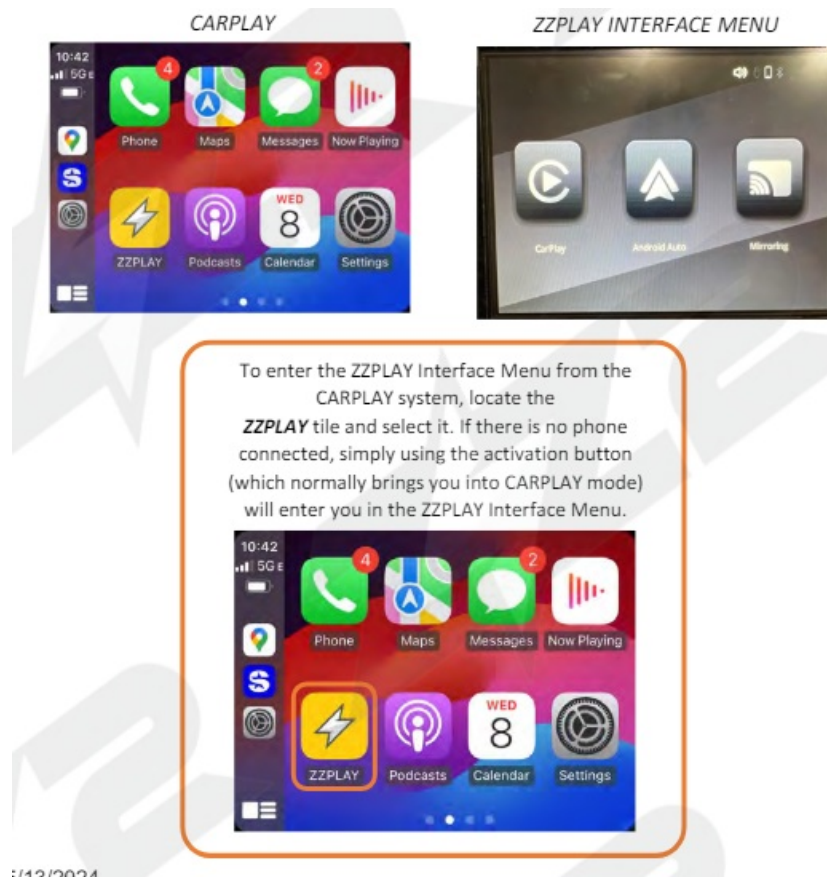 CARPLAY
ZZPLAY INTERFACE MENU
10:42
5G E
4
2
Phone
Maps
Messages
Now Playing
WED
8
ZZPLAY
Podcasts
Calendar
Settings
CarPlay
Android Auto
Mirroring
To enter the ZZPLAY Interface Menu from the
CARPLAY system, locate the
ZZPLAY tile and select it. If there is no phone
connected, simply using the activation button
(which normally brings you into CARPLAY mode)
will enter you in the ZZPLAY Interface Menu.
10:42
5G E
4
2
Phone
Maps
Messages
Now Playing
WED
8
ZZPLAY
Podcasts
Calendar
Settings
/13/2024